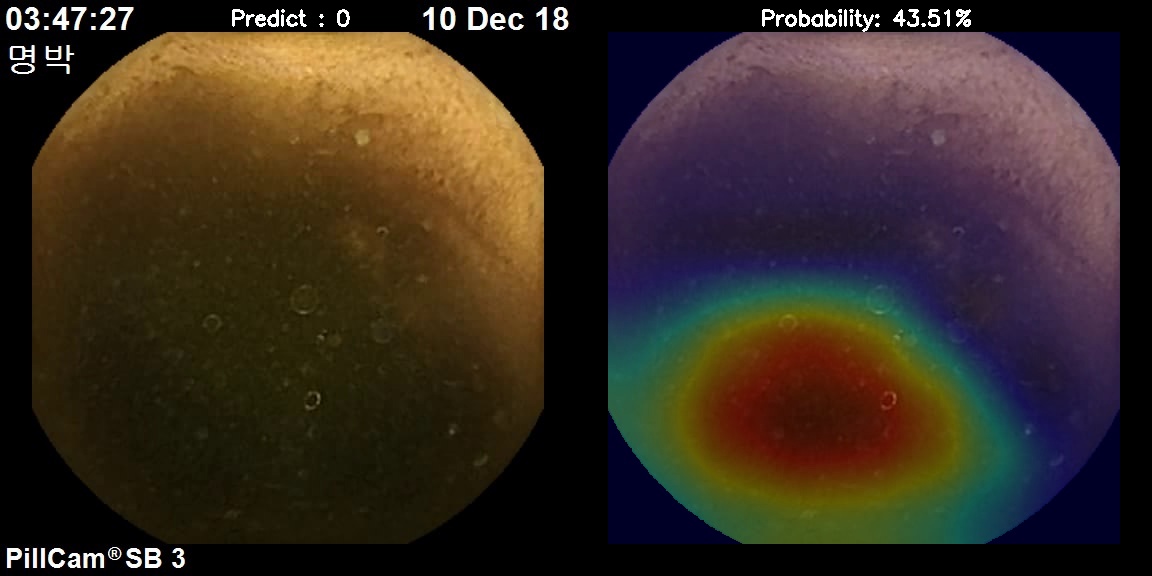 03:47:27
Predict : 0
10 Dec 18
Probability: 43.51%
명박
PillCam® SB 3